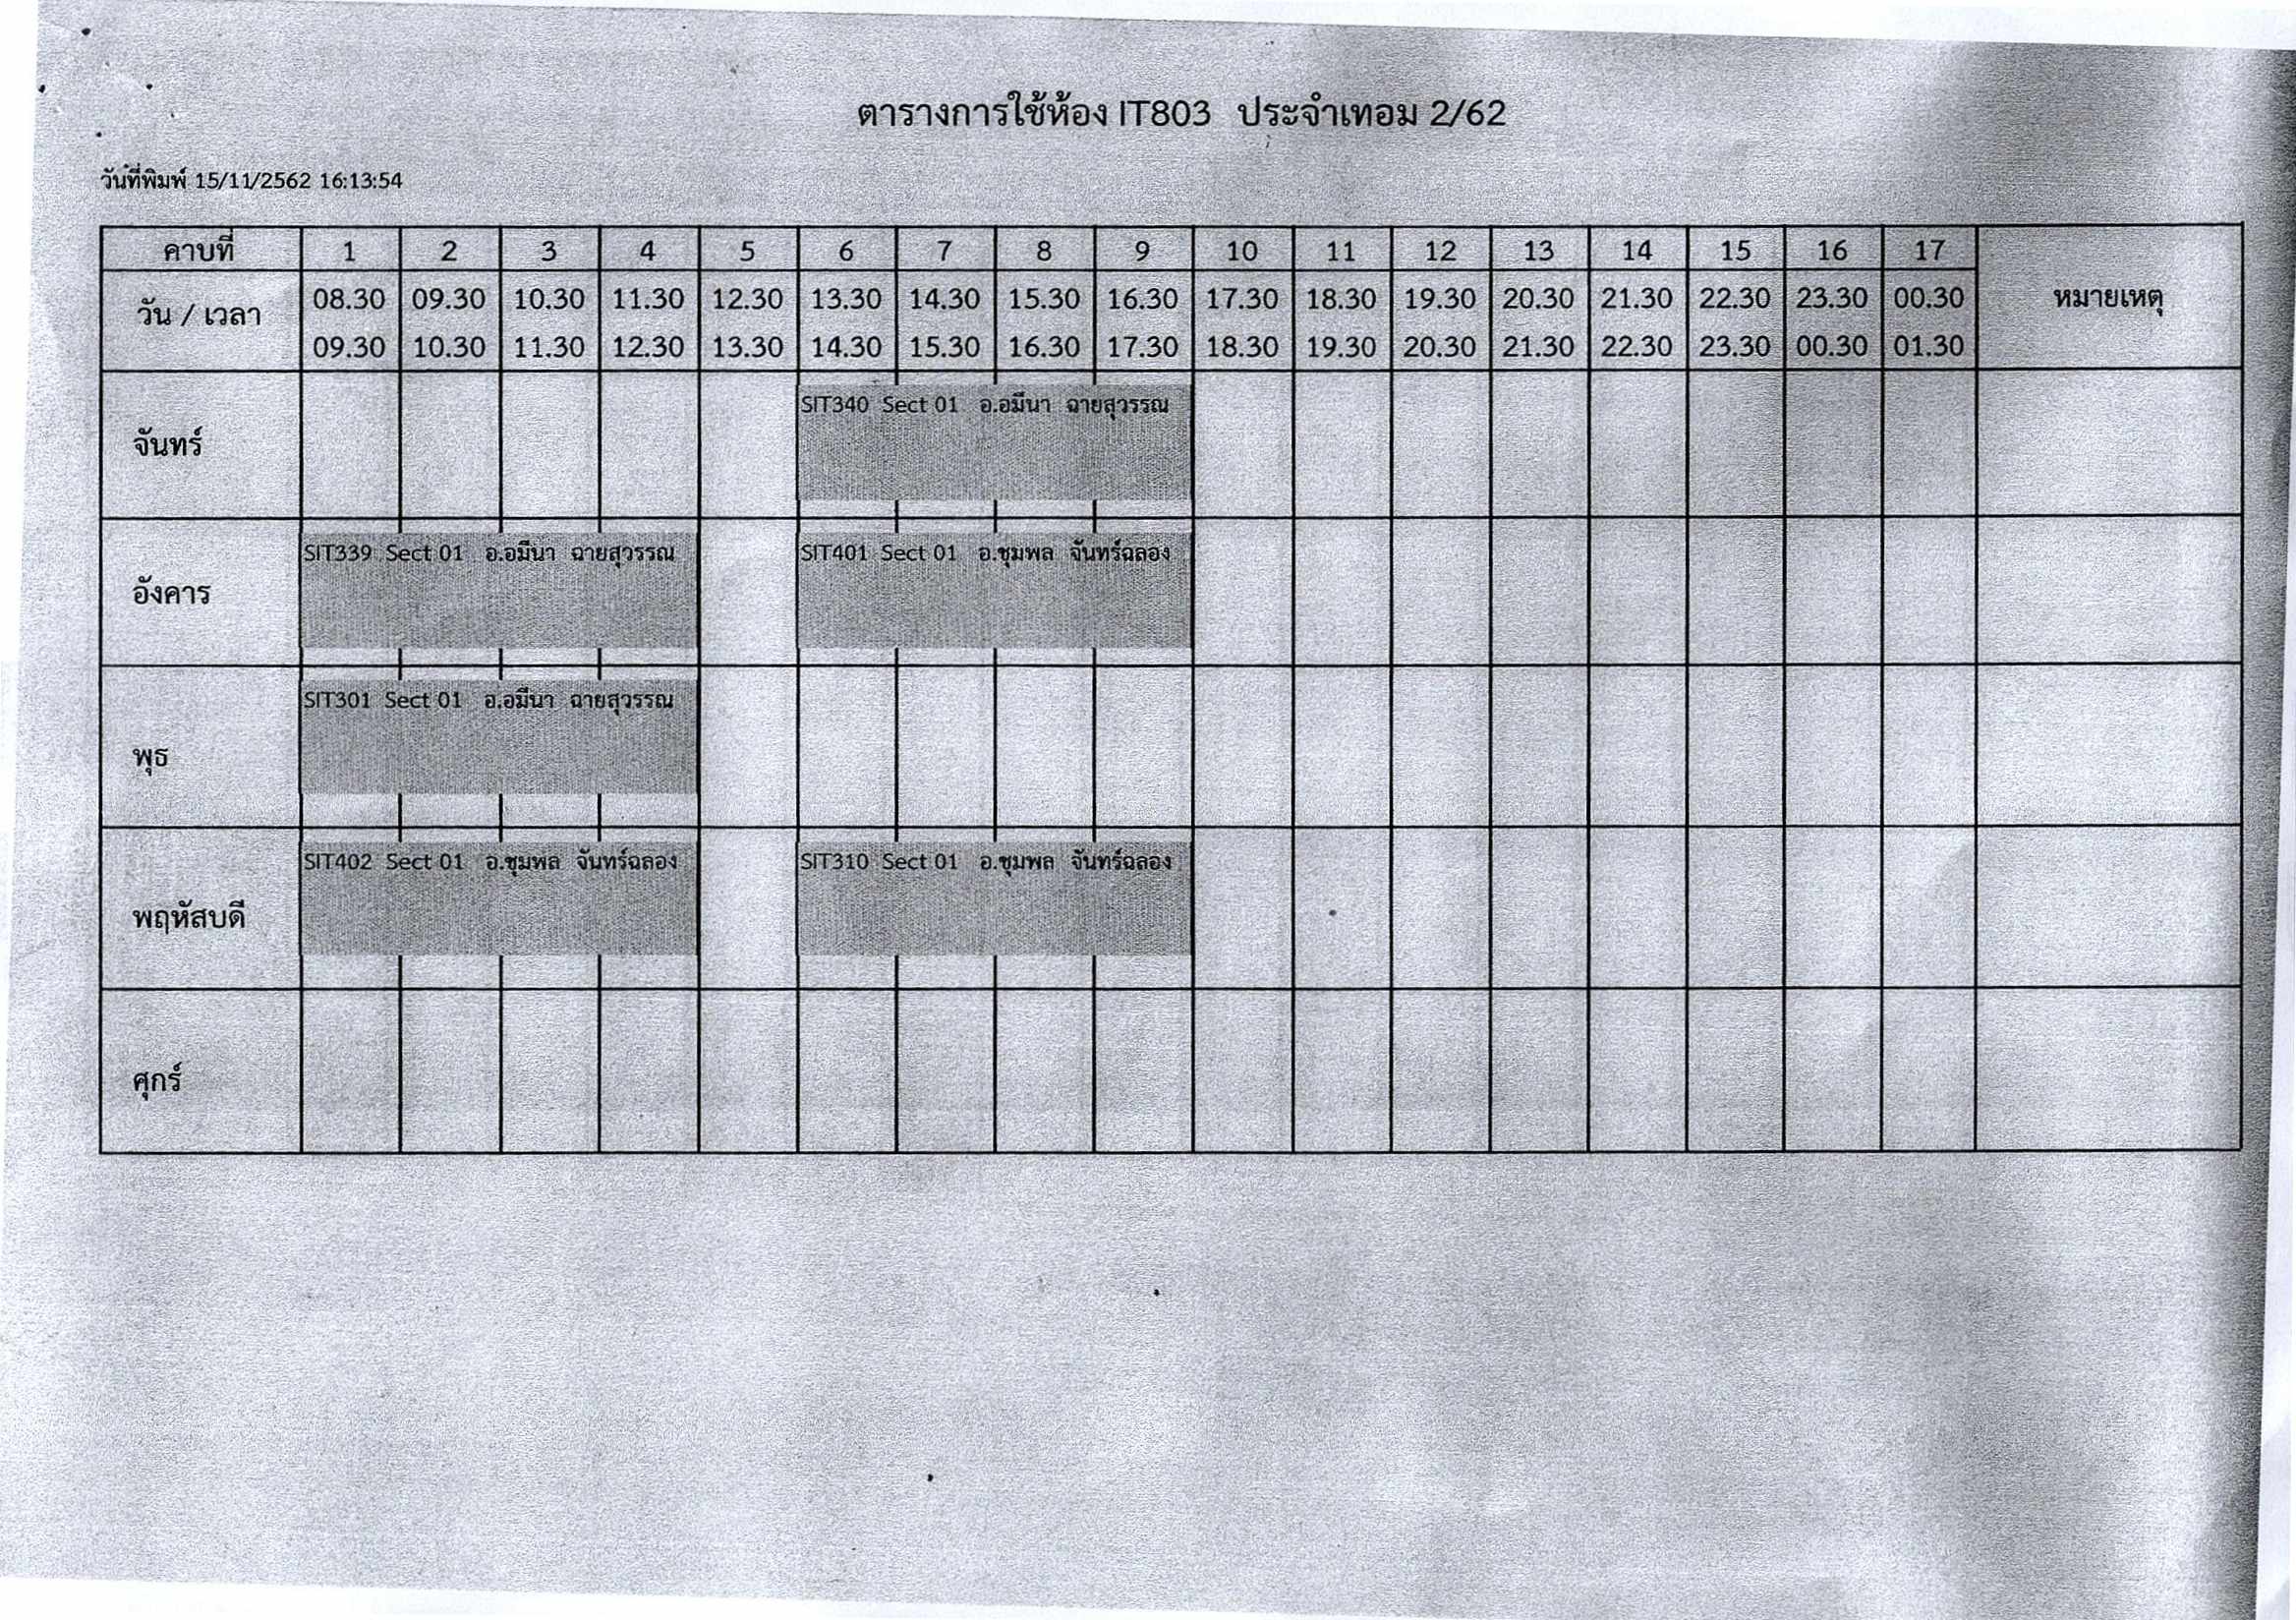 ตารางการใช้ห้อง IT803 ประจำเทอม 2/62
วันที่พิมพ์ 15/11/2562 16:13:54
คาบที่ 1 2 3 4 5 6 7 8 9 10 11 12 13 14 15 16 17 หมายเหตุ
วัน / เวลา
08.30 09.30 10.30 11.30 12.30 13.30 14.30 15.30 16.30 17.30 18.30 19.30 20.30 21.30 22.30 23.30 00.30
09.30 10.30 11.30 12.30 13.30 14.30 15.30 16.30 17.30 18.30 19.30 20.30 21.30 22.30 23.30 00.30 01.30
จันทร์
SIT340 Sect 01 อ.อมีนา ฉายสุวรรณ
อังคาร
SIT339 Sect 01 อ.อมีนา ฉายสุวรรณ
SIT401 Sect 01 อ.ชุมพล จันทร์ฉลอง
พุธ
SIT301 Sect 01 อ.อมีนา ฉายสุวรรณ
พฤหัสบดี
SIT402 Sect 01 อ.ชุมพล จันทร์ฉลอง
SIT310 Sect 01 อ.ชุมพล จันทร์ฉลอง
ศุกร์